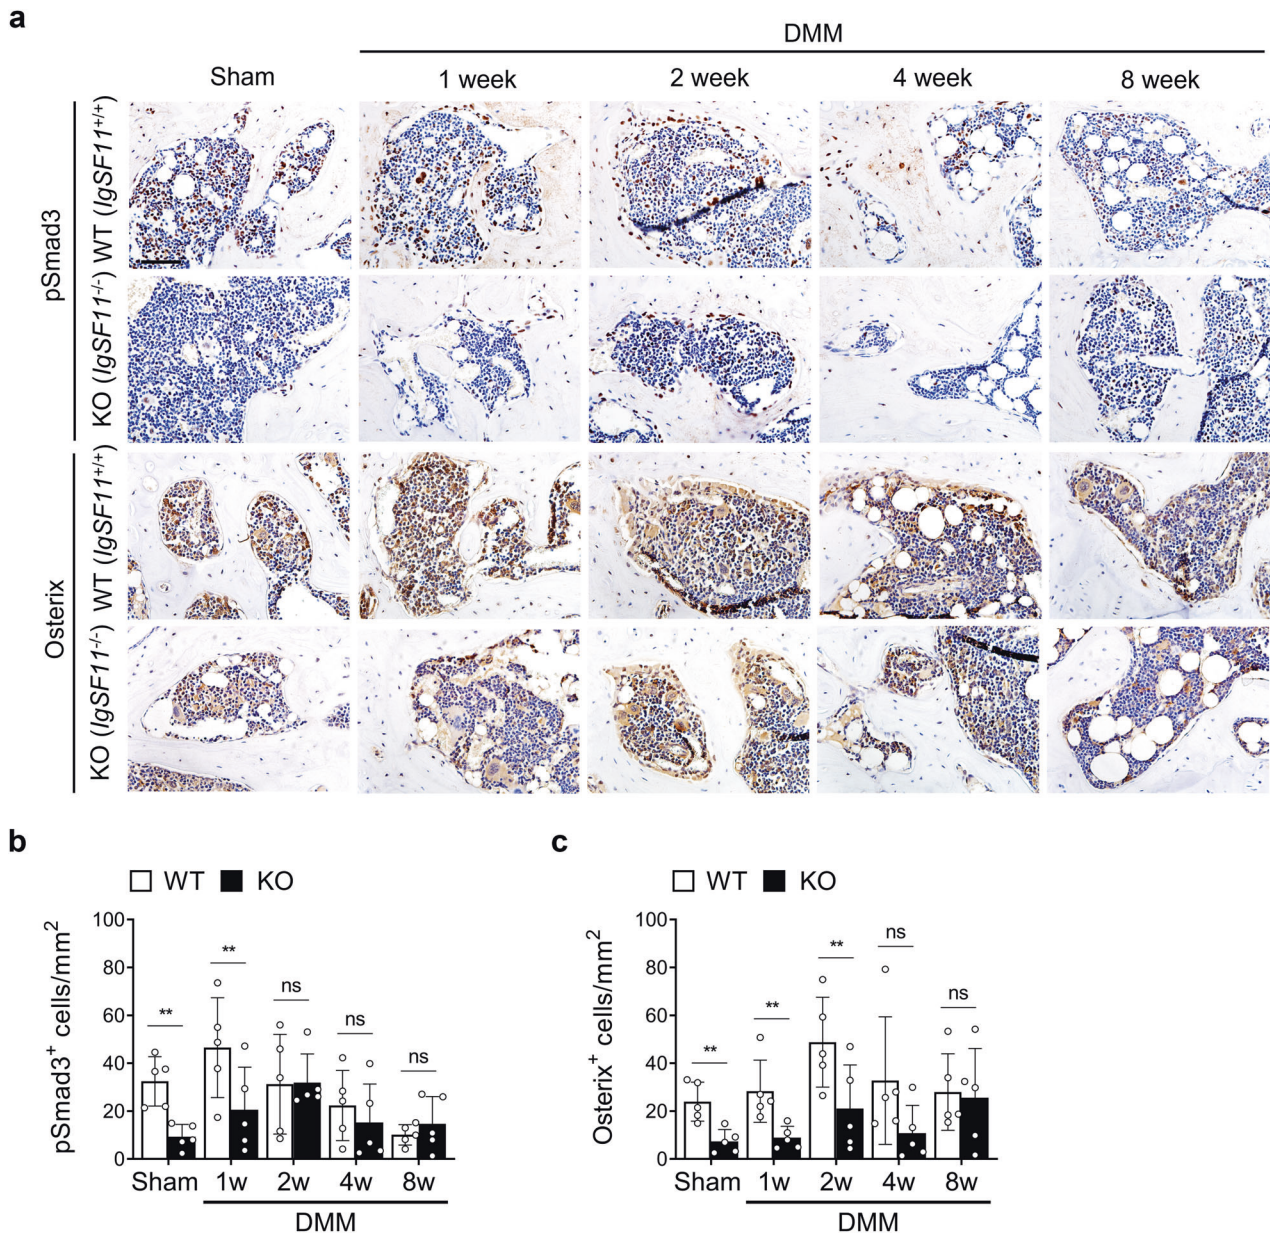 a
DMM
Sham
1 week
2 week
4 week
8 week
pSmad3
WT (IgSF11+/+)
KO (IgSF11-/-)
Osterix
WT (IgSF11+/+)
KO (IgSF11-/-)
b
WT
KO
pSmad3+ cells/mm2
100
80
60
40
20
0
**
**
ns
ns
ns
Sham
1w
2w
4w
8w
DMM
c
WT
KO
Osterix+ cells/mm2
100
80
60
40
20
0
**
**
**
ns
ns
Sham
1w
2w
4w
8w
DMM